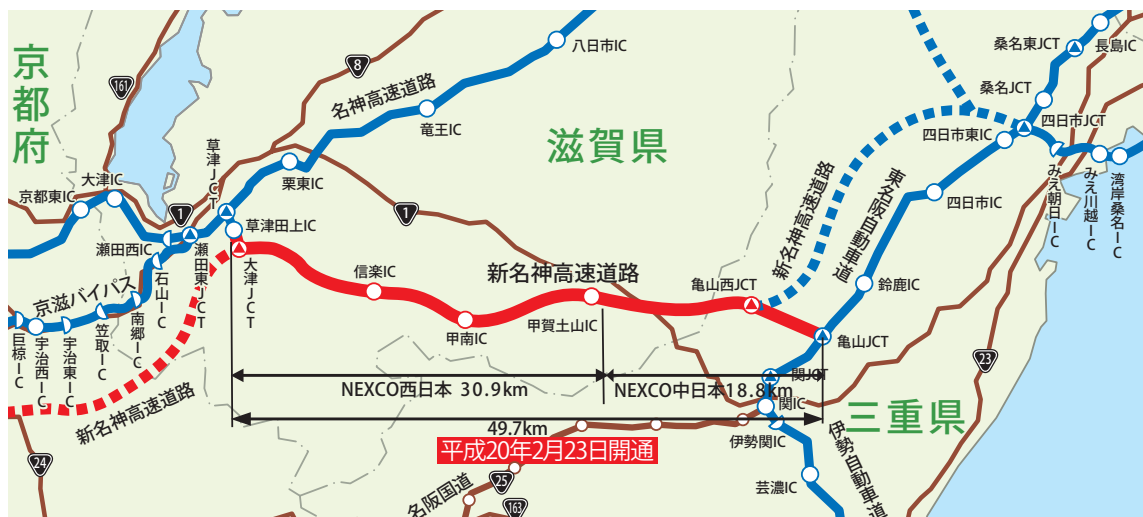 京都府
滋賀県
三重県
161
8
1
1
23
24
25
163
名神高速道路
八日市IC
竜王IC
栗東IC
草津JCT
草津田上IC
大津IC
京都東IC
瀬田西IC
瀬田東JCT
石山IC
南郷IC
笠取IC
宇治東IC
宇治西IC
巨椋IC
京滋バイパス
新名神高速道路
大津JCT
信楽IC
甲南IC
甲賀土山IC
新名神高速道路
亀山西JCT
新名神高速道路
東名阪自動車道
桑名東JCT
長島IC
桑名JCT
四日市東IC
四日市JCT
みえ朝日IC
みえ川越IC
湾岸桑名IC
四日市IC
鈴鹿IC
亀山JCT
関JCT
関IC
伊勢関IC
芸濃IC
伊勢自動車道
名阪国道
NEXCO西日本 30.9km
NEXCO中日本18.8km
49.7km
平成20年2月23日開通